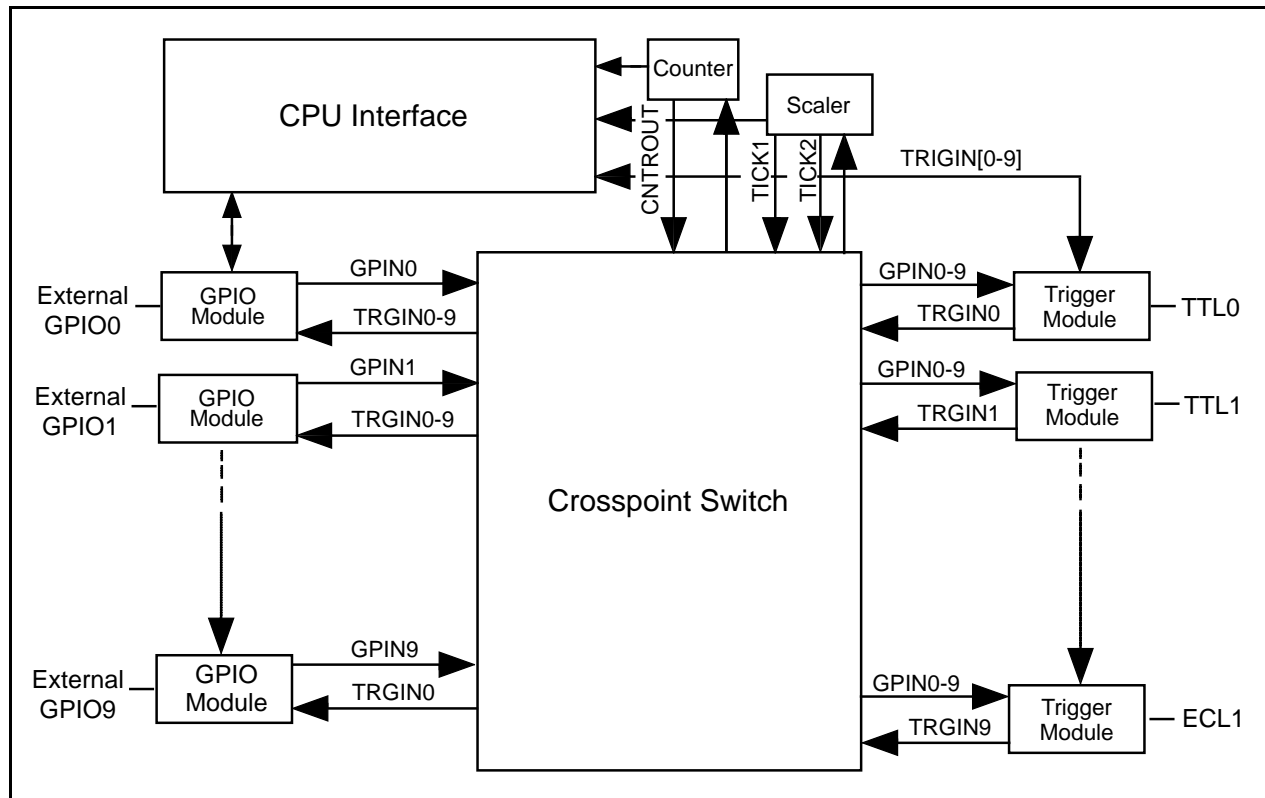 Counter
CPU Interface
Scaler
CNTROUT
TICK1
TICK2
TRIGIN[0-9]
External
GPIO0
GPIO
Module
GPIN0
TRGIN0-9
GPIN0-9
TRGIN0
Trigger
Module
TTL0
External
GPIO1
GPIO
Module
GPIN1
TRGIN0-9
GPIN0-9
TRGIN1
Trigger
Module
TTL1
Crosspoint Switch
External
GPIO9
GPIO
Module
GPIN9
TRGIN0
GPIN0-9
TRGIN9
Trigger
Module
ECL1